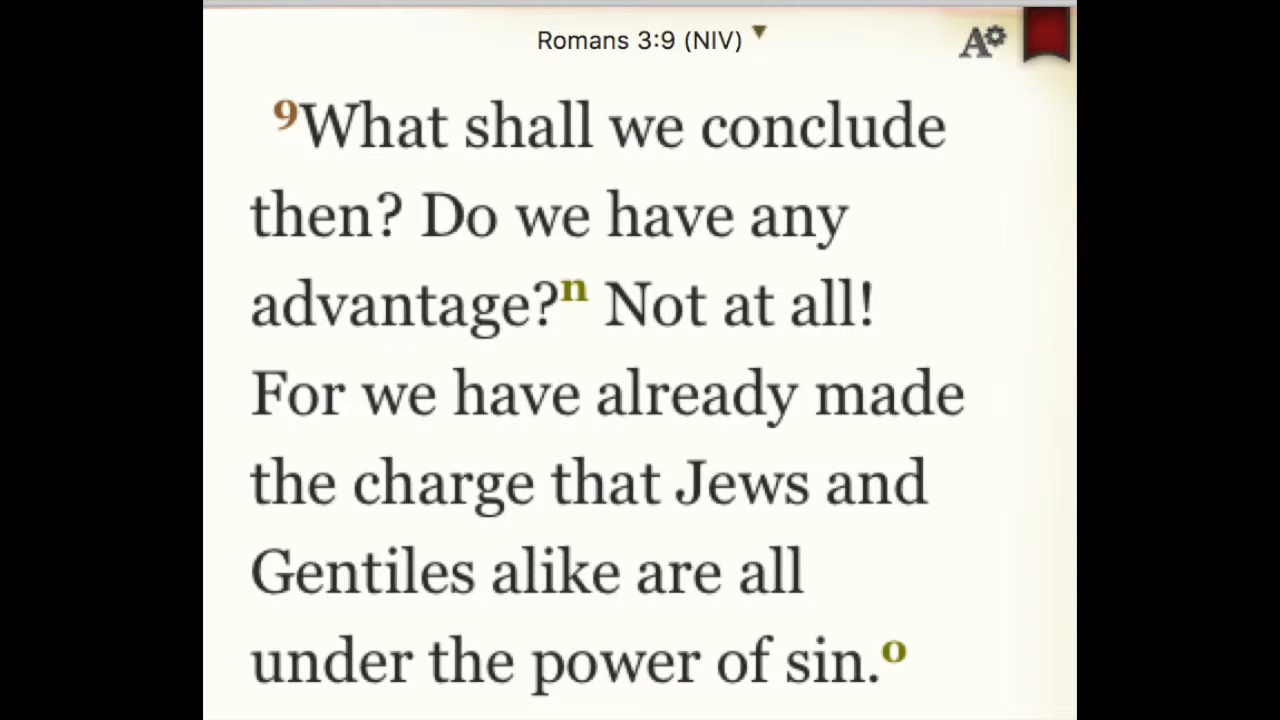 Romans 3:9 (NIV)
9What shall we conclude
then? Do we have any
advantage?n Not at all!
For we have already made
the charge that Jews and
Gentiles alike are all
under the power of sin.o